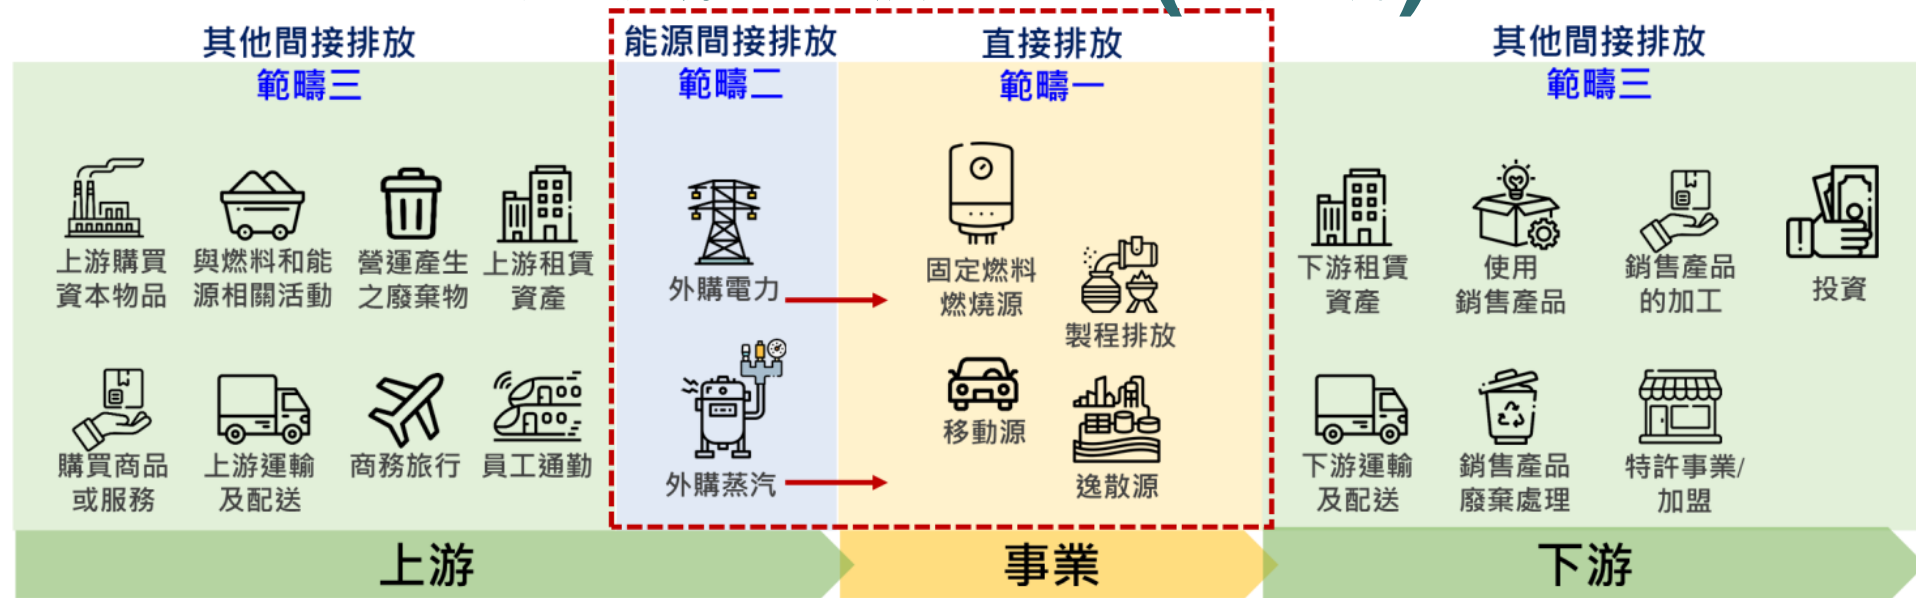 其他間接排放
範疇三
上游購買
資本物品
與燃料和能
源相關活動
營運產生
之廢棄物
上游租賃
資產
購買商品
或服務
上游運輸
及配送
商務旅行
員工通勤
能源間接排放
範疇二
外購電力
外購蒸汽
直接排放
範疇一
固定燃料
燃燒源
製程排放
移動源
逸散源
其他間接排放
範疇三
下游租賃
資產
使用
銷售產品
銷售產品
的加工
投資
下游運輸
及配送
銷售產品
廢棄處理
特許事業/
加盟
上游
事業
下游